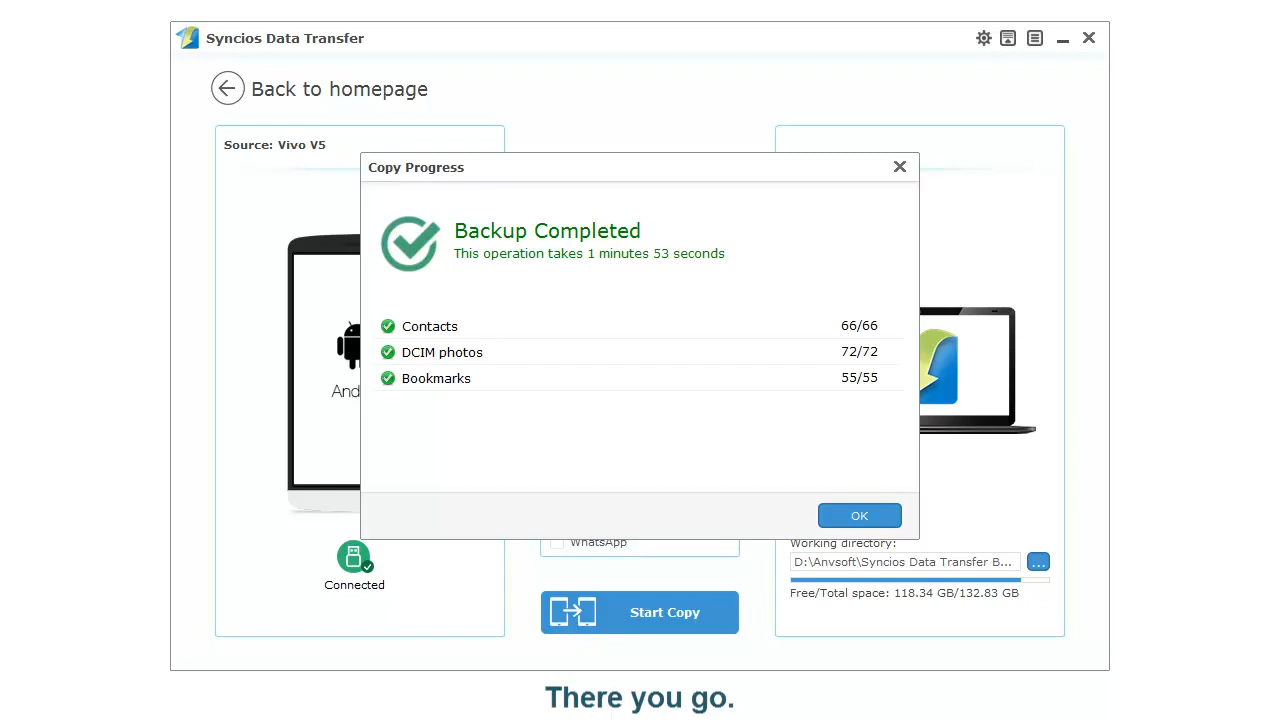 Syncios Data Transfer
Back to homepage
Source: Vivo V5
Copy Progress
Backup Completed
This operation takes 1 minutes 53 seconds
Contacts 66/66
DCIM photos 72/72
Bookmarks 55/55
And
OK
WhatsApp
Connected
Start Copy
Working directory:
D:\Anvsoft\Syncios Data Transfer B... ...
Free/Total space: 118.34 GB/132.83 GB
There you go.